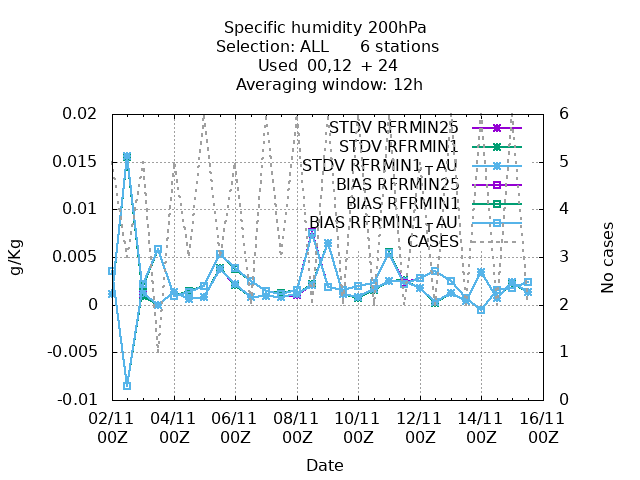 Specific humidity 200hPa
Selection: ALL 6 stations
Used 00,12 + 24
Averaging window: 12h
0.02
0.015
0.01
0.005
0
-0.005
-0.01
g/Kg
STDV RFRMIN25
STDV RFRMIN1
STDV RFRMIN1_AU
BIAS RFRMIN25
BIAS RFRMIN1
BIAS RFRMIN1_AU
CASES
6
5
4
3
2
1
0
No cases
02/11 04/11 06/11 08/11 10/11 12/11 14/11 16/11
00Z 00Z 00Z 00Z 00Z 00Z 00Z 00Z
Date